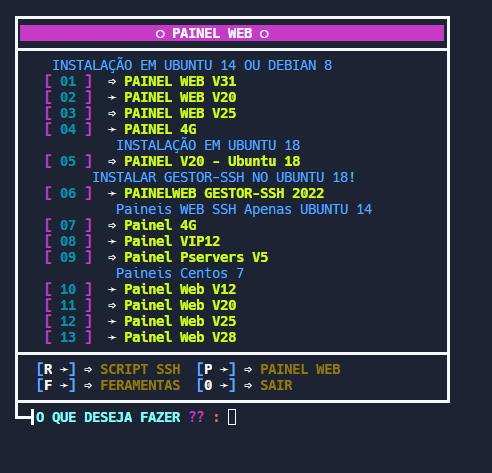 ○ PAINEL WEB ○
INSTALAÇÃO EM UBUNTU 14 OU DEBIAN 8
[ 01 ] ➩ PAINEL WEB V31
[ 02 ] ➛ PAINEL WEB V20
[ 03 ] ➩ PAINEL WEB V25
[ 04 ] ➛ PAINEL 4G
INSTALAÇÃO EM UBUNTU 18
[ 05 ] ➩ PAINEL V20 - Ubuntu 18
INSTALAR GESTOR-SSH NO UBUNTU 18!
[ 06 ] ➛ PAINELWEB GESTOR-SSH 2022
Paineis WEB SSH Apenas UBUNTU 14
[ 07 ] ➩ Painel 4G
[ 08 ] ➛ Painel VIP12
[ 09 ] ➩ Painel Pservers V5
Paineis Centos 7
[ 10 ] ➛ Painel Web V12
[ 11 ] ➩ Painel Web V20
[ 12 ] ➛ Painel Web V25
[ 13 ] ➛ Painel Web V28
[R ➛] ➩ SCRIPT SSH [P ➛] ➩ PAINEL WEB
[F ➛] ➩ FERAMENTAS [0 ➛] ➩ SAIR
O QUE DESEJA FAZER ?? :